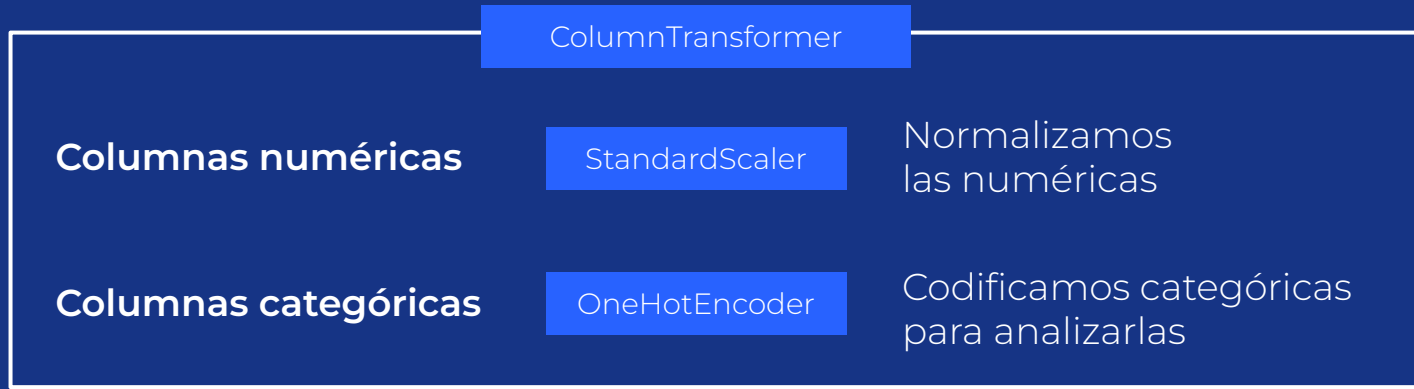 ColumnTransformer
Columnas numéricas
StandardScaler
Normalizamos
las numéricas
Columnas categóricas
OneHotEncoder
Codificamos categóricas
para analizarlas